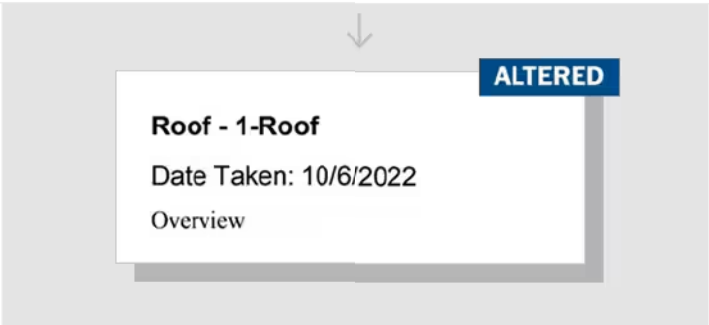 ALTERED
Roof - 1-Roof
Date Taken: 10/6/2022
Overview